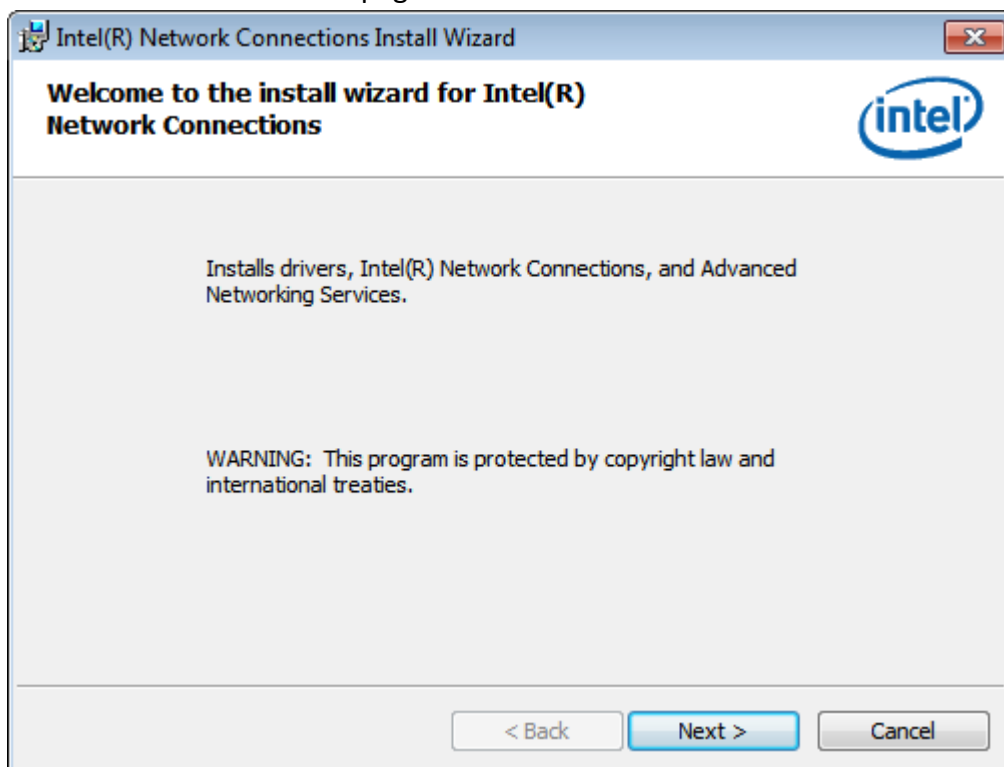 Intel(R) Network Connections Install Wizard
Welcome to the install wizard for Intel(R)
Network Connections
intel
Installs drivers, Intel(R) Network Connections, and Advanced
Networking Services.
WARNING: This program is protected by copyright law and
international treaties.
< Back
Next >
Cancel